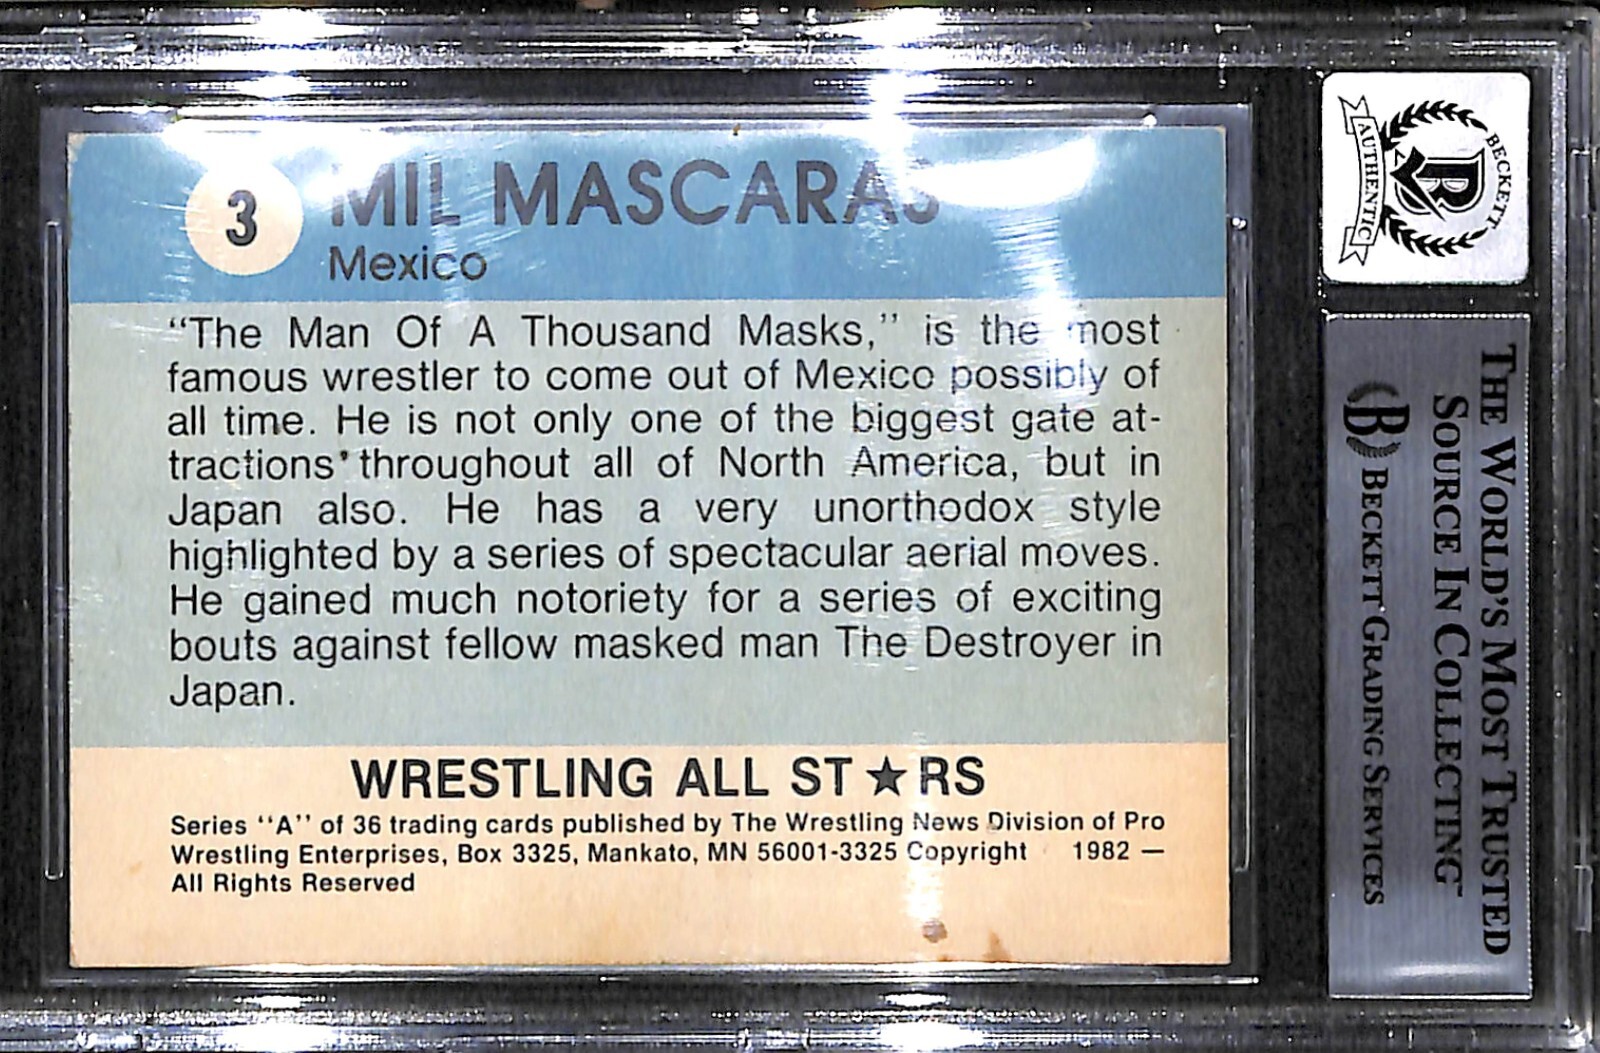 3
MIL MASCARAS
Mexico
“The Man Of A Thousand Masks,” is the most
famous wrestler to come out of Mexico possibly of
all time. He is not only one of the biggest gate at-
tractions throughout all of North America, but in
Japan also. He has a very unorthodox style
highlighted by a series of spectacular aerial moves.
He gained much notoriety for a series of exciting
bouts against fellow masked man The Destroyer in
Japan.
WRESTLING ALL ST★RS
Series "A" of 36 trading cards published by The Wrestling News Division of Pro
Wrestling Enterprises, Box 3325, Mankato, MN 56001-3325 Copyright 1982 —
All Rights Reserved
BECKETT
AUTHENTIC
THE WORLD'S MOST TRUSTED
SOURCE IN COLLECTING
BECKETT GRADING SERVICES